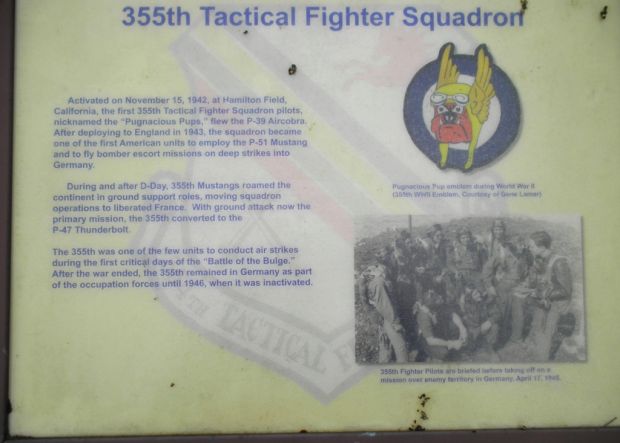 355th Tactical Fighter Squadron
Activated on November 15, 1942, at Hamilton Field,
California, the first 355th Tactical Fighter Squadron pilots,
nicknamed the "Pugnacious Pups," flew the P-39 Aircobra.
After deploying to England in 1943, the squadron became
one of the first American units to employ the P-51 Mustang
and to fly bomber escort missions on deep strikes into
Germany.
During and after D-Day, 355th Mustangs roamed the
continent in ground support roles, moving squadron
operations to liberated France. With ground attack now the
primary mission, the 355th converted to the
P-47 Thunderbolt.
The 355th was one of the few units to conduct air strikes
during the first critical days of the "Battle of the Bulge."
After the war ended, the 355th remained in Germany as part
of the occupation forces until 1946, when it was inactivated.
Pugnacious Pup emblem during World War II
(355th WWII Emblem, Courtesy of Gene Lamar)
355th Fighter Pilots are briefed before taking off on a
mission over enemy territory in Germany, April 17, 1945.
TH TACTICAL F